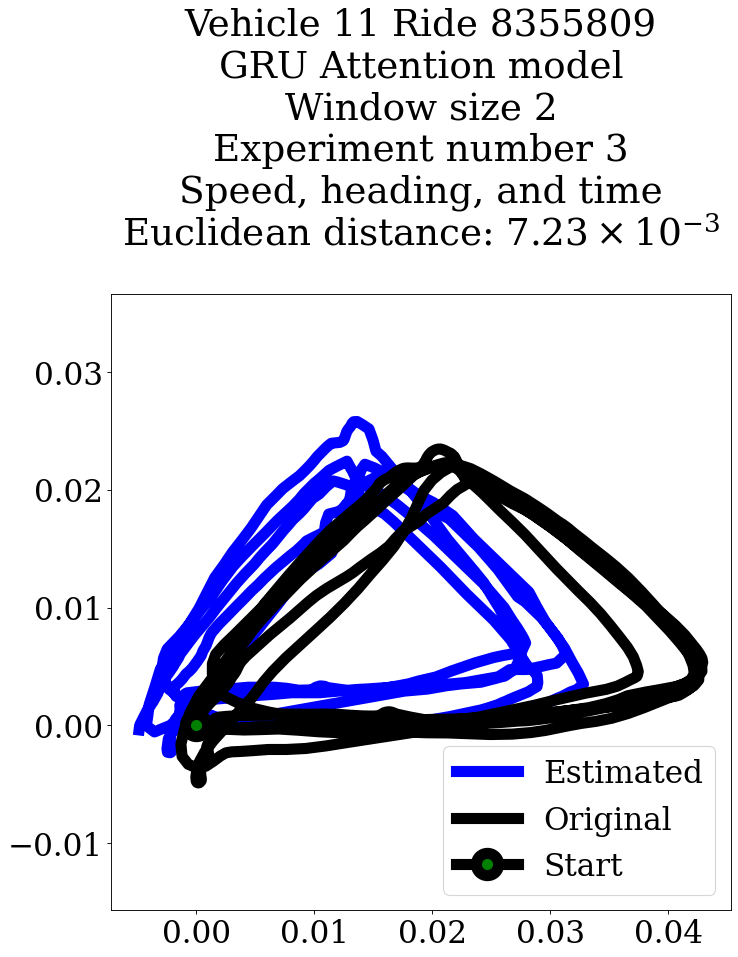 Vehicle 11 Ride 8355809
GRU Attention model
Window size 2
Experiment number 3
Speed, heading, and time
Euclidean distance: 7.23 × 10⁻³
0.03
0.02
0.01
0.00
−0.01
Estimated
Original
Start
0.00 0.01 0.02 0.03 0.04